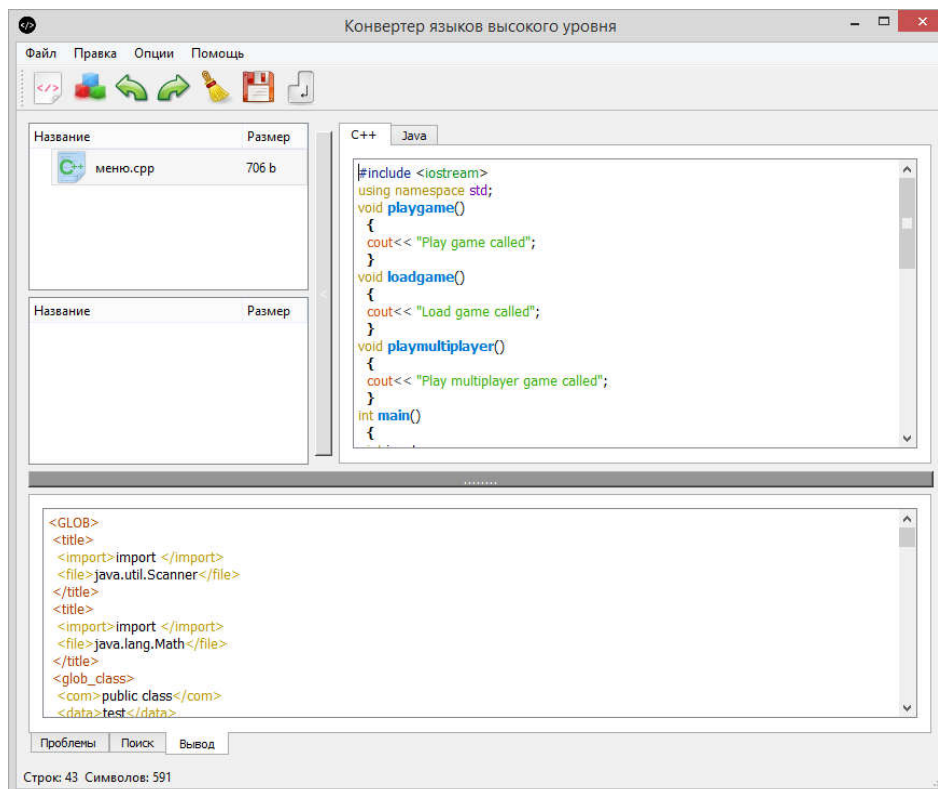 Конвертер языков высокого уровня
Файл Правка Опции Помощь
Название Размер
C++ меню.cpp 706 b
Название Размер
C++ Java
#include <iostream>
using namespace std;
void playgame()
{
cout<< "Play game called";
}
void loadgame()
{
cout<< "Load game called";
}
void playmultiplayer()
{
cout<< "Play multiplayer game called";
}
int main()
{
<GLOB>
<title>
<import>import </import>
<file>java.util.Scanner</file>
</title>
<title>
<import>import </import>
<file>java.lang.Math</file>
</title>
<glob_class>
<com>public class</com>
<data>test</data>
Проблемы Поиск Вывод
Строк: 43 Символов: 591